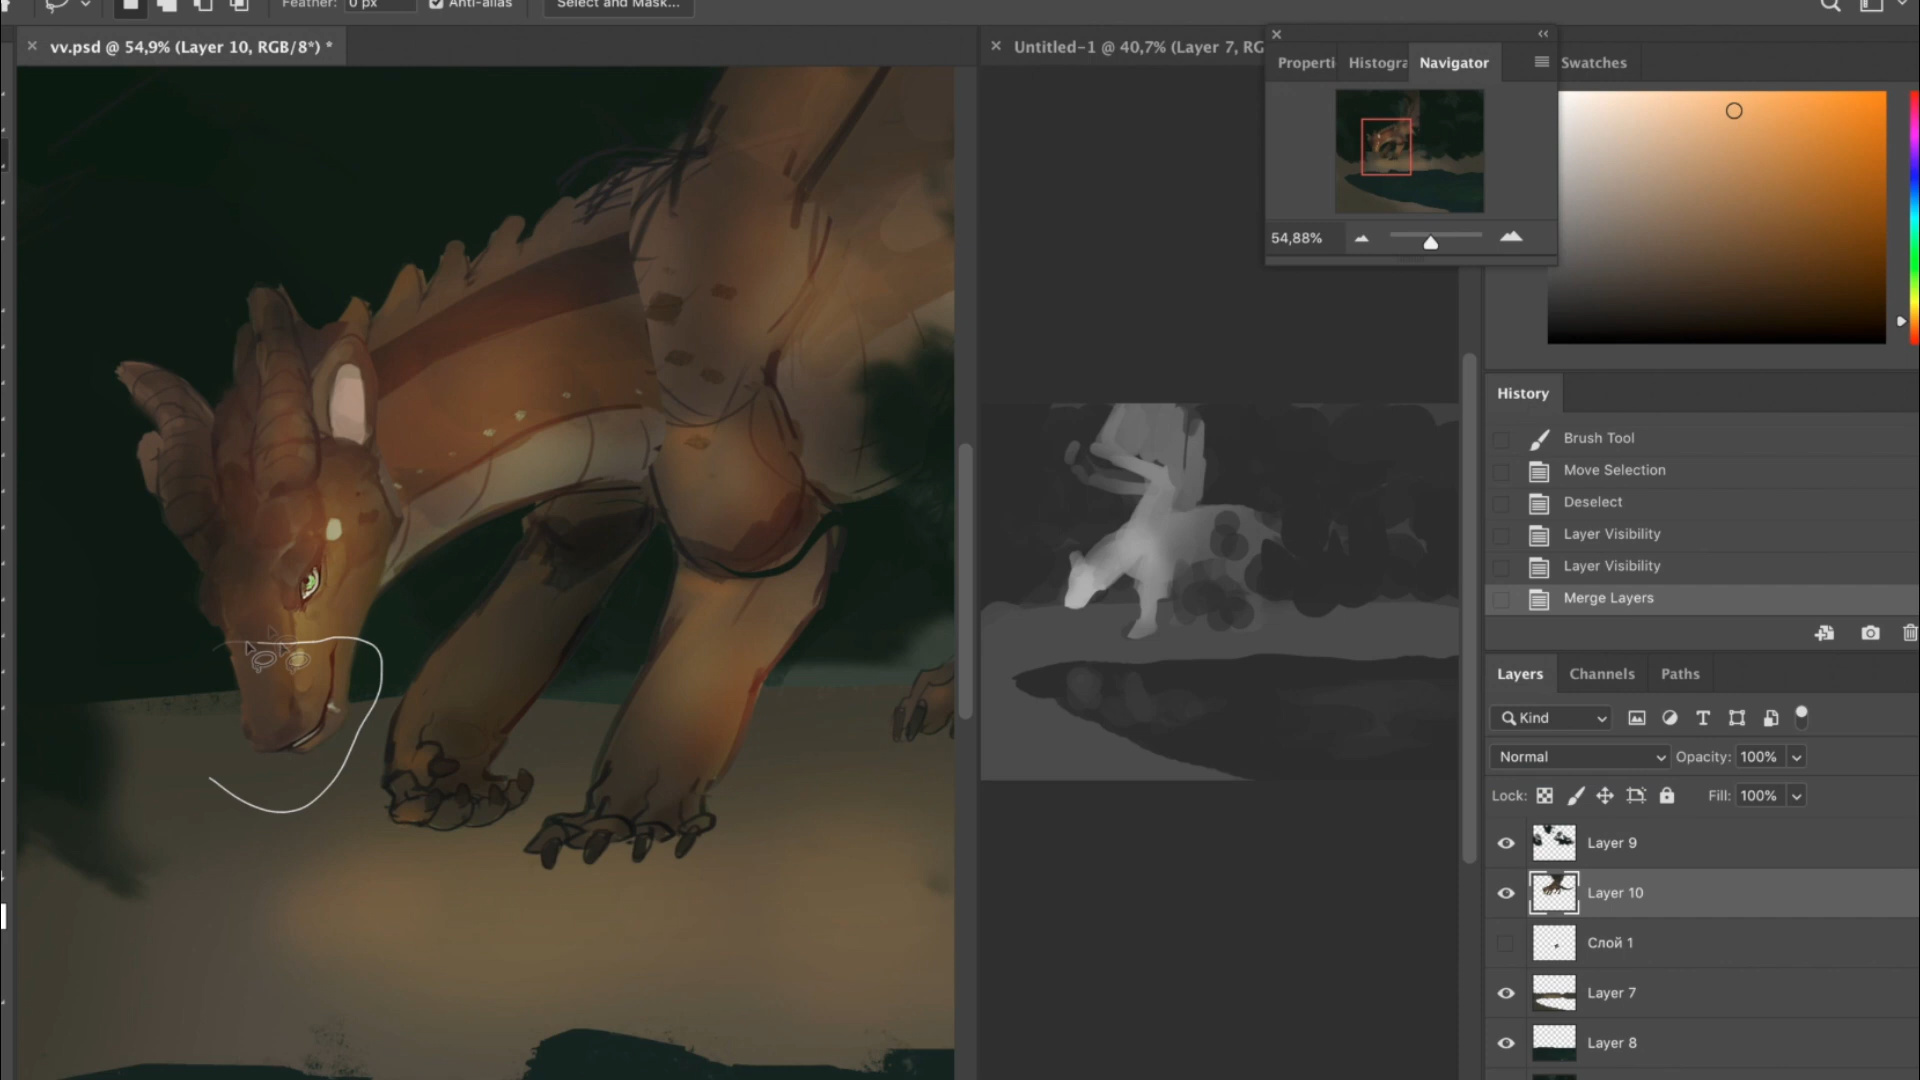 Feather: 0 px Anti-alias Select and Mask...
vv.psd @ 54,9% (Layer 10, RGB/8*) *
Untitled-1 @ 40,7% (Layer 7, RG
Properti Histogra Navigator
Swatches
54,88%
History
Brush Tool
Move Selection
Deselect
Layer Visibility
Layer Visibility
Merge Layers
Layers Channels Paths
Kind
Normal Opacity: 100%
Lock: Fill: 100%
Layer 9
Layer 10
Слой 1
Layer 7
Layer 8